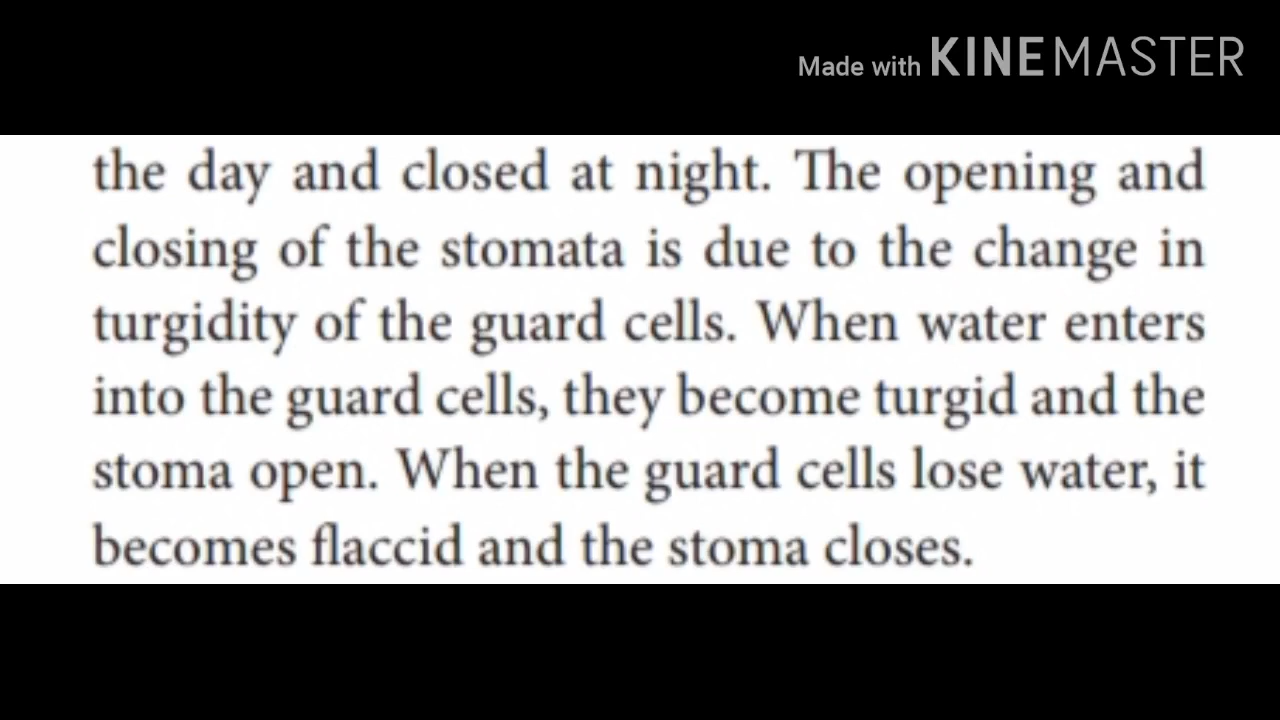 Made with KINEMASTER
the day and closed at night. The opening and
closing of the stomata is due to the change in
turgidity of the guard cells. When water enters
into the guard cells, they become turgid and the
stoma open. When the guard cells lose water, it
becomes flaccid and the stoma closes.